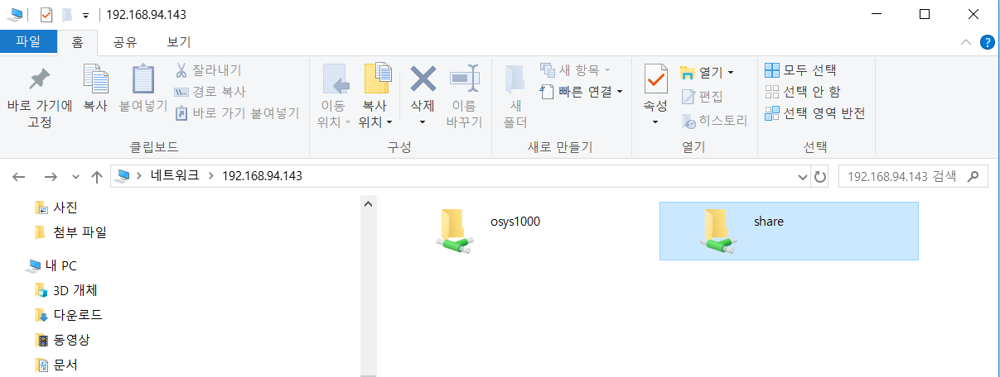 192.168.94.143
파일
홈
공유
보기
바로 가기에
고정
복사
붙여넣기
잘라내기
경로 복사
바로 가기 붙여넣기
클립보드
이동
위치
복사
위치
삭제
이름
바꾸기
구성
새
폴더
새 항목
빠른 연결
새로 만들기
속성
열기
편집
히스토리
열기
모두 선택
선택 안 함
선택 영역 반전
선택
네트워크 > 192.168.94.143
192.168.94.143 검색
사진
첨부 파일
내 PC
3D 개체
다운로드
동영상
문서
osys1000
share